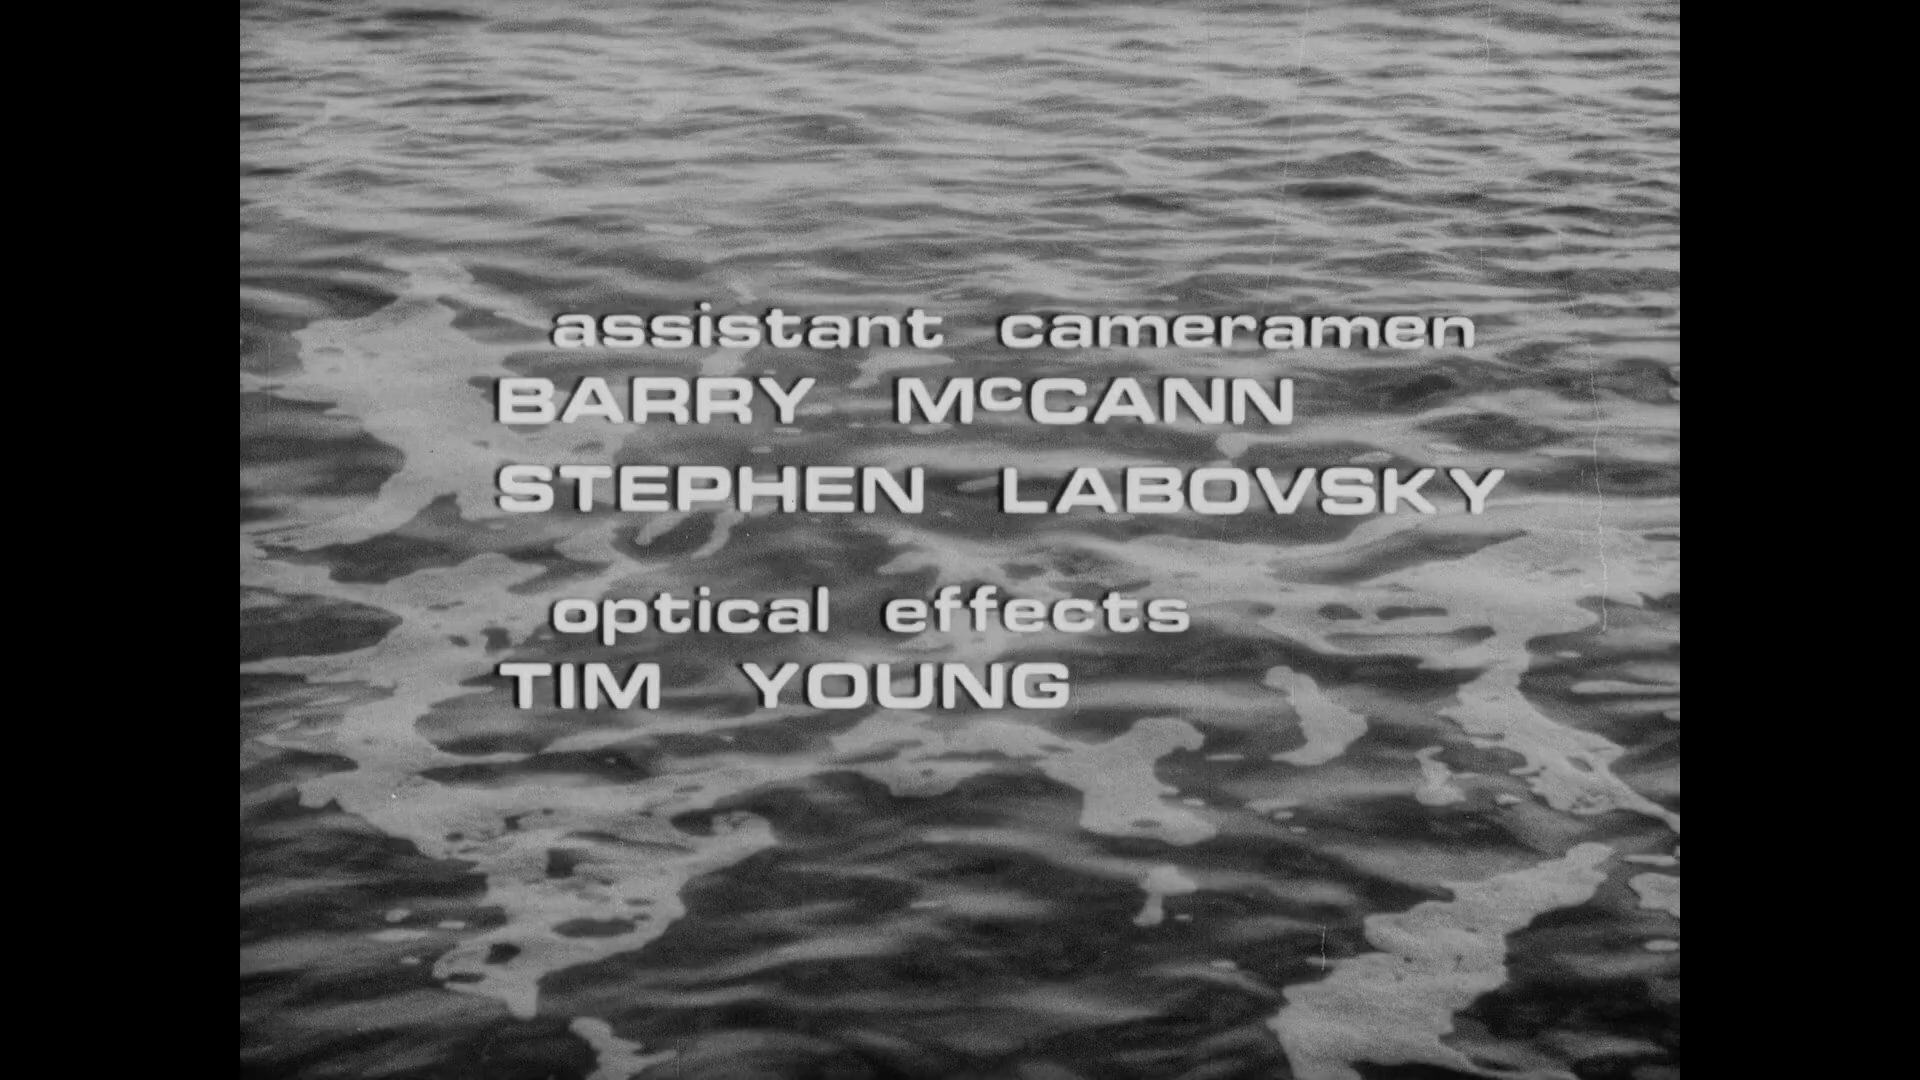 assistant cameramen
BARRY McCANN
STEPHEN LABOVSKY
optical effects
TIM YOUNG